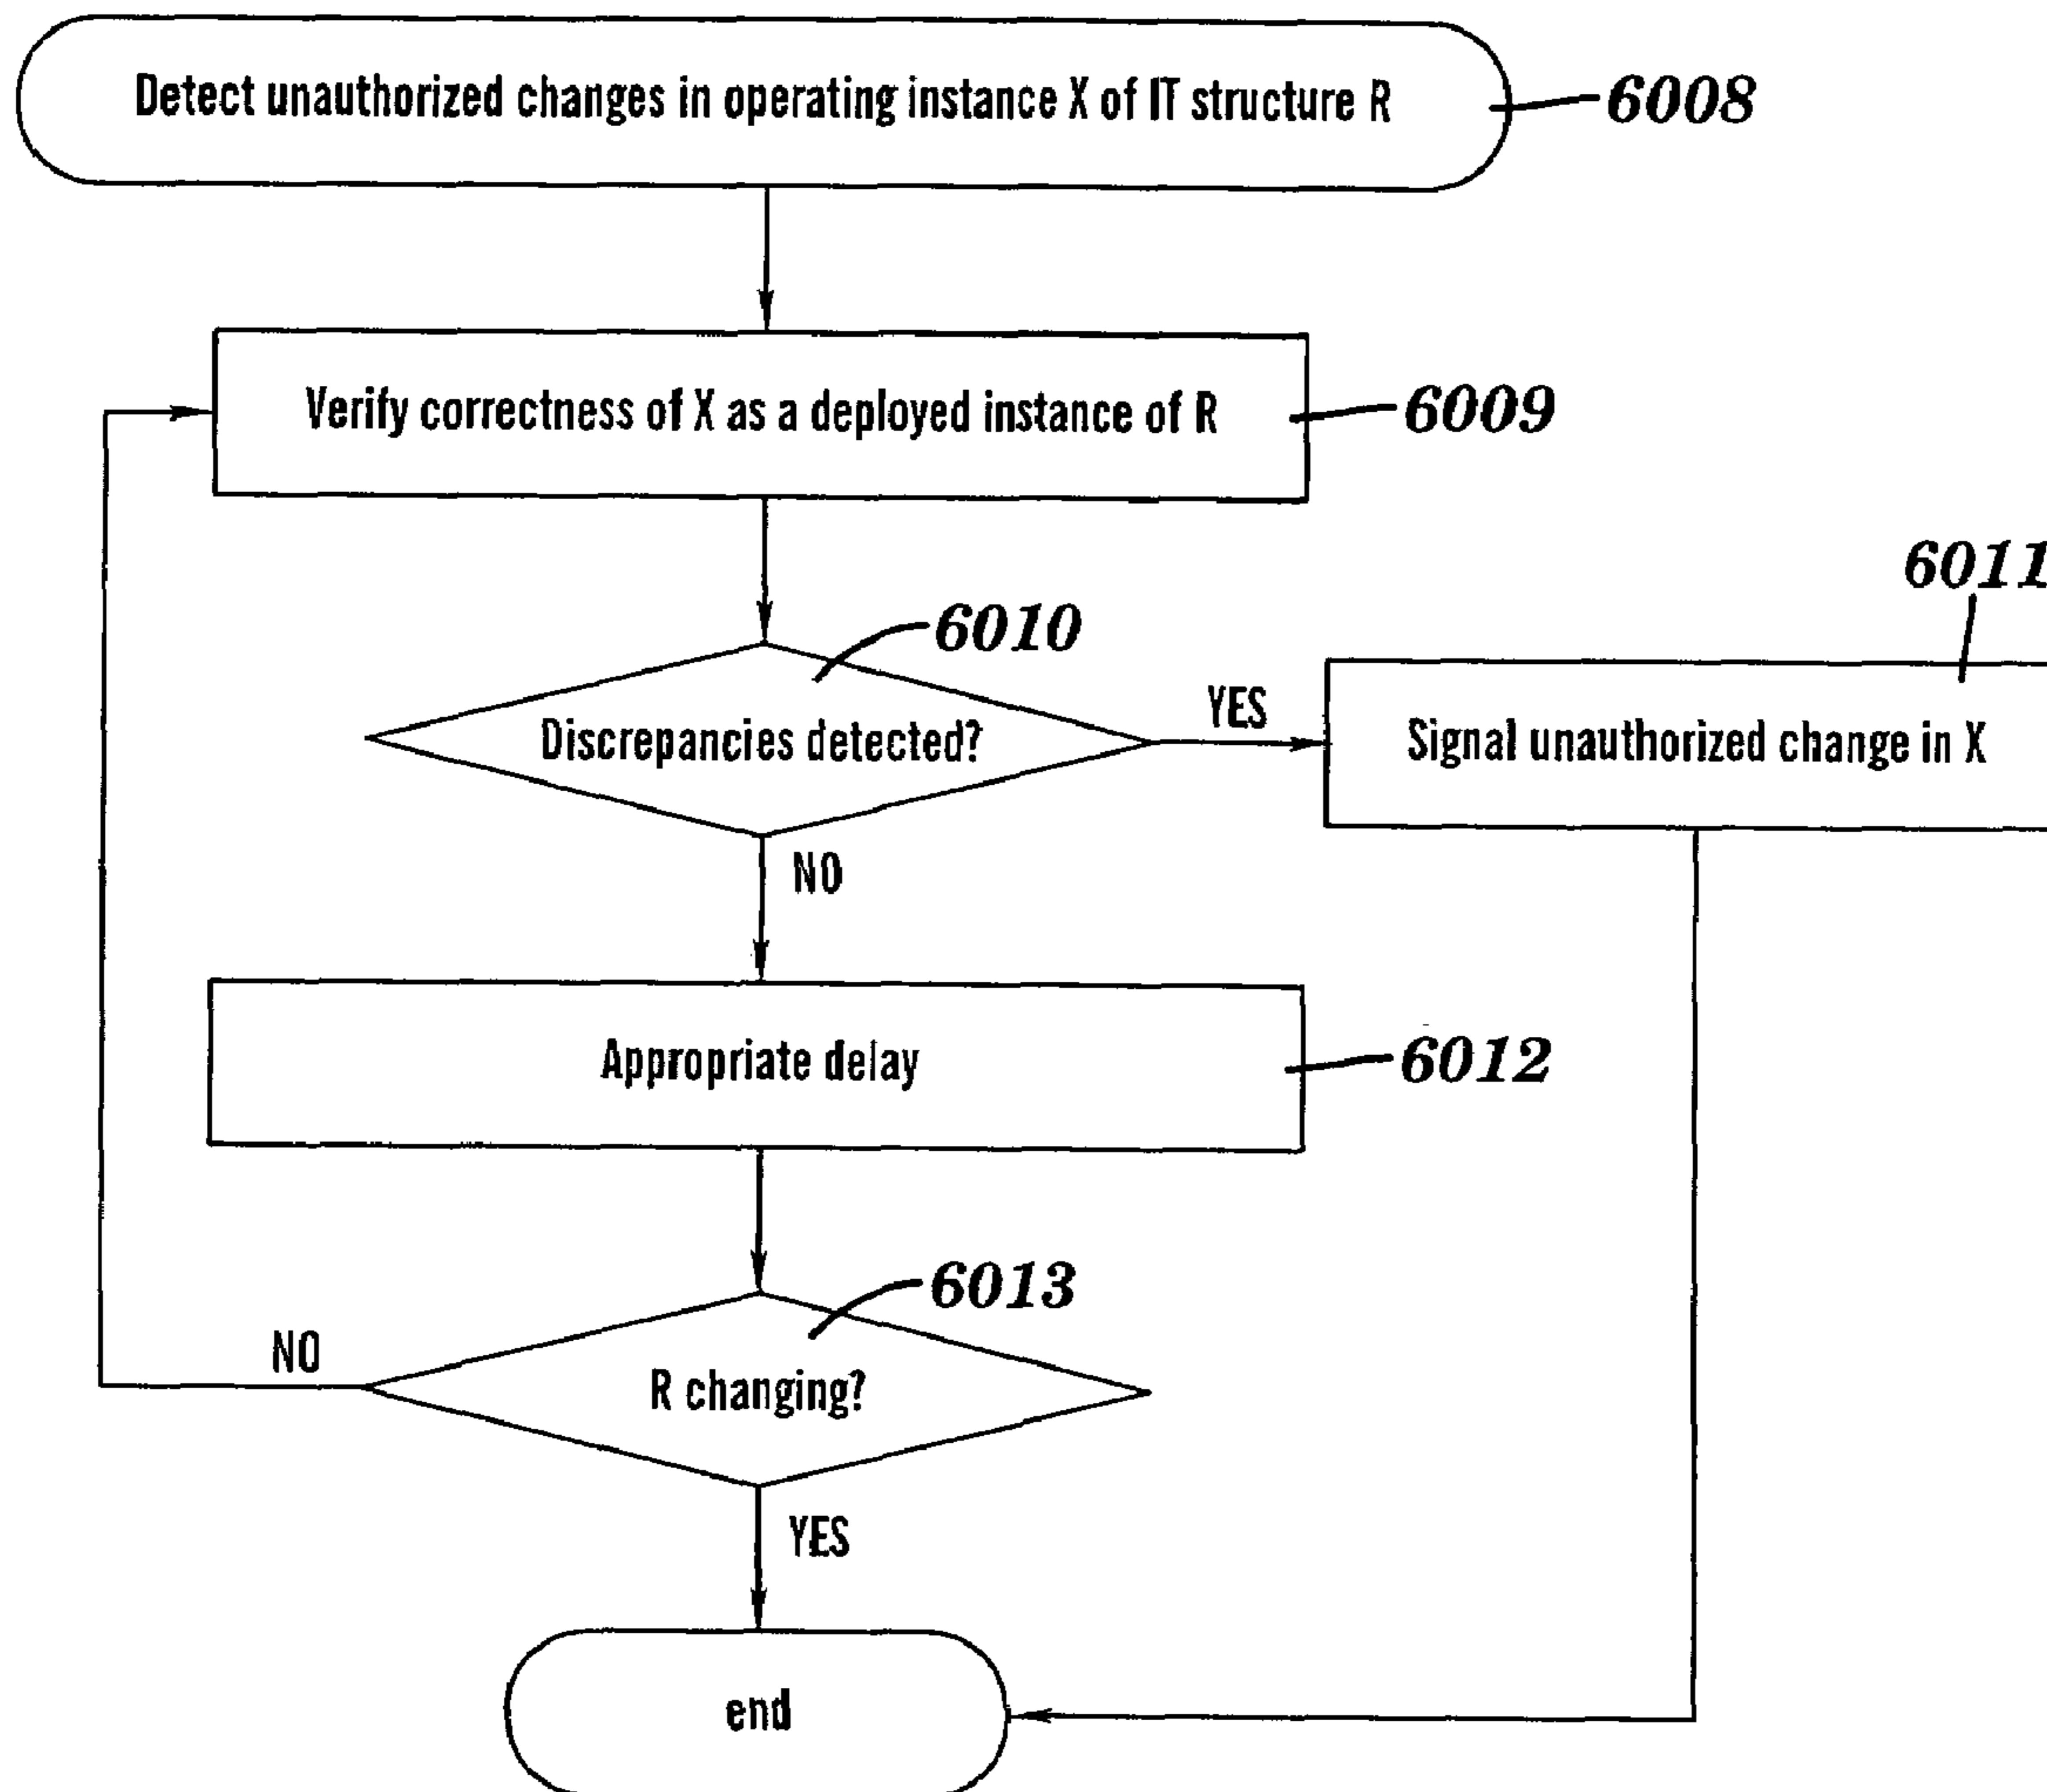 Detect unauthorized changes in operating instance X of IT structure R
6008
Verify correctness of X as a deployed instance of R
6009
6010
Discrepancies detected?
YES
6011
Signal unauthorized change in X
NO
Appropriate delay
6012
6013
R changing?
NO
YES
end